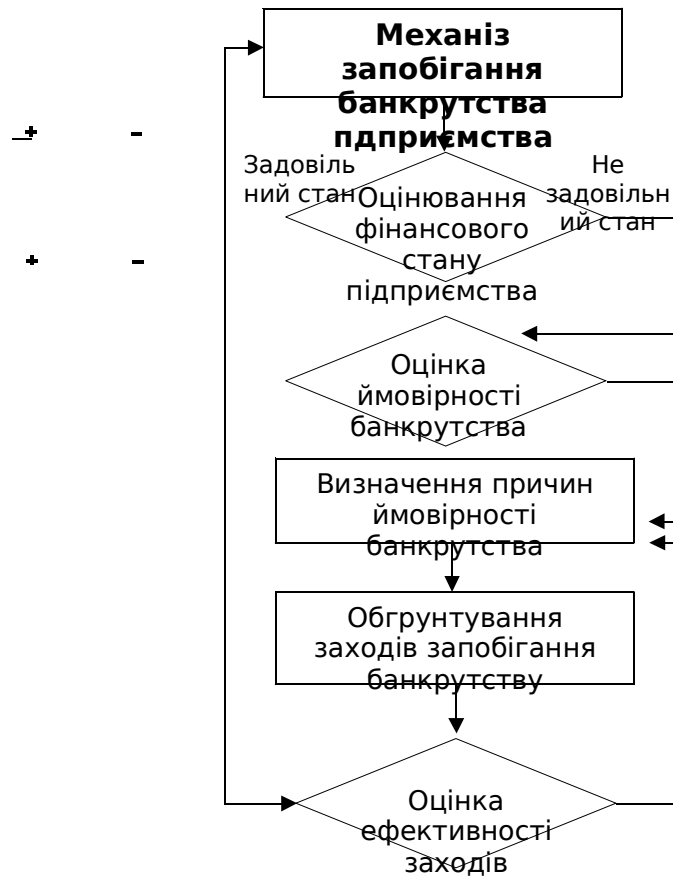 Механіз
запобігання
банкрутства
пдприємства
+ -
Задовіль
ний стан
Не
задовільн
ий стан
Оцінювання
фінансового
стану
підприємства
+ -
Оцінка
ймовірності
банкрутства
Визначення причин
ймовірності
банкрутства
Обгрунтування
заходів запобігання
банкрутству
Оцінка
ефективності
заходів